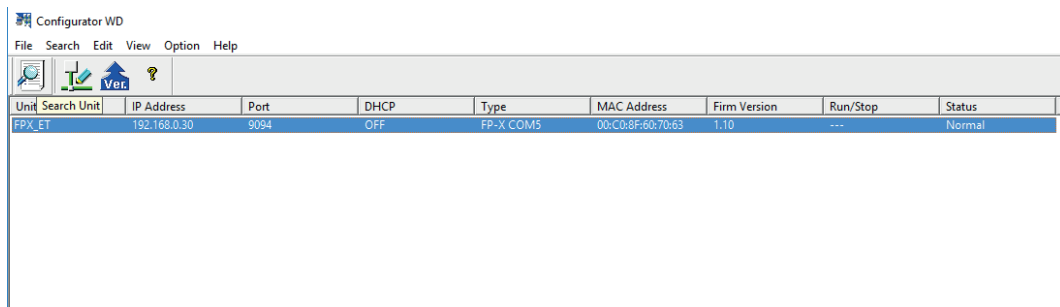 Configurator WD
File Search Edit View Option Help
Ver. ?
Unit Search Unit IP Address Port DHCP Type MAC Address Firm Version Run/Stop Status
FPX_ET 192.168.0.30 9094 OFF FP-X COM5 00:C0:8F:60:70:63 1.10 --- Normal